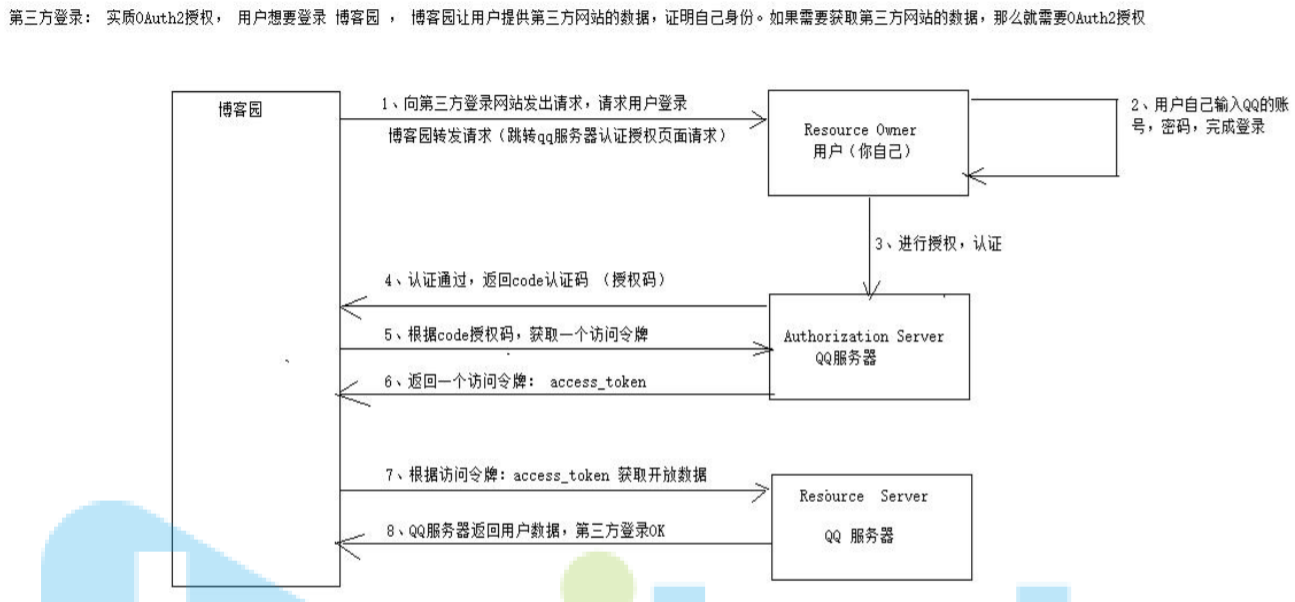 第三方登录： 实质OAuth2授权， 用户想要登录 博客园 ， 博客园让用户提供第三方网站的数据，证明自己身份。如果需要获取第三方网站的数据，那么就需要OAuth2授权
博客园
1、向第三方登录网站发出请求，请求用户登录
博客园转发请求（跳转qq服务器认证授权页面请求）
Resource Owner
用户（你自己）
2、用户自己输入QQ的账
号，密码，完成登录
3、进行授权，认证
4、认证通过，返回code认证码 （授权码）
5、根据code授权码，获取一个访问令牌
6、返回一个访问令牌： access_token
Authorization Server
QQ服务器
7、根据访问令牌：access_token 获取开放数据
8、QQ服务器返回用户数据，第三方登录OK
Resource Server
QQ 服务器